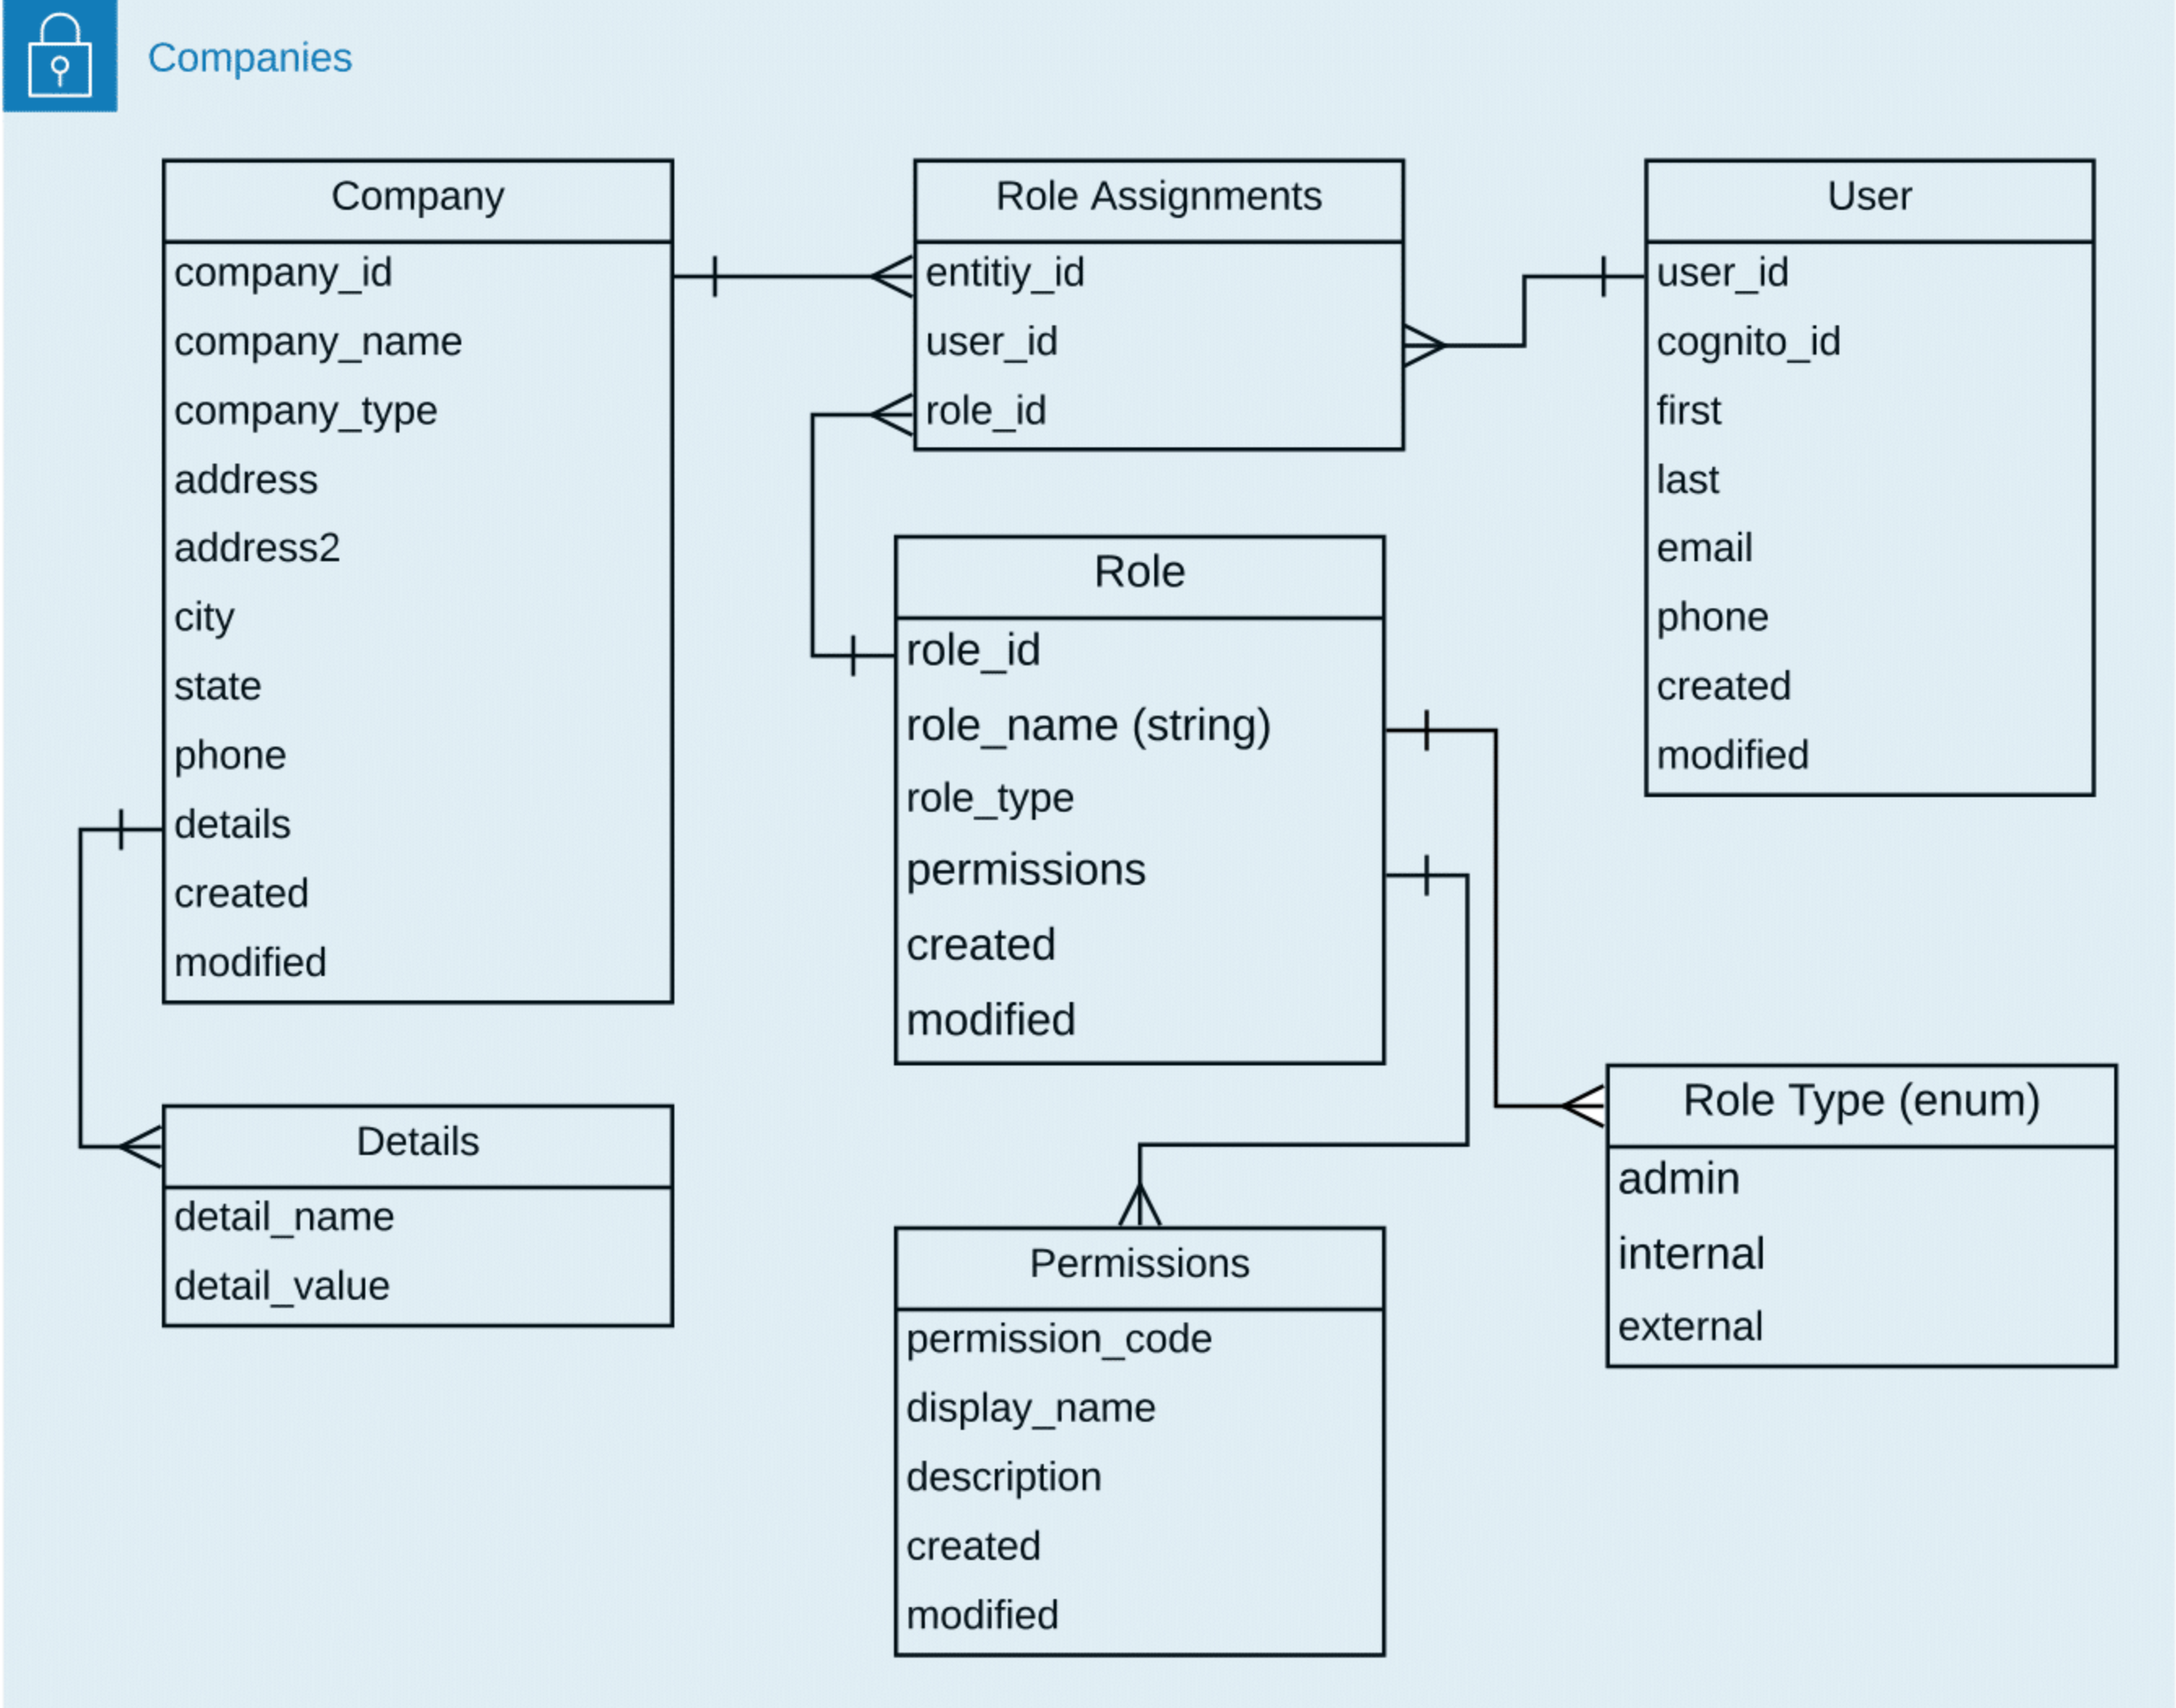 Companies
Company
company_id
company_name
company_type
address
address2
city
state
phone
details
created
modified
Role Assignments
entitiy_id
user_id
role_id
User
user_id
cognito_id
first
last
email
phone
created
modified
Role
role_id
role_name (string)
role_type
permissions
created
modified
Details
detail_name
detail_value
Permissions
permission_code
display_name
description
created
modified
Role Type (enum)
admin
internal
external